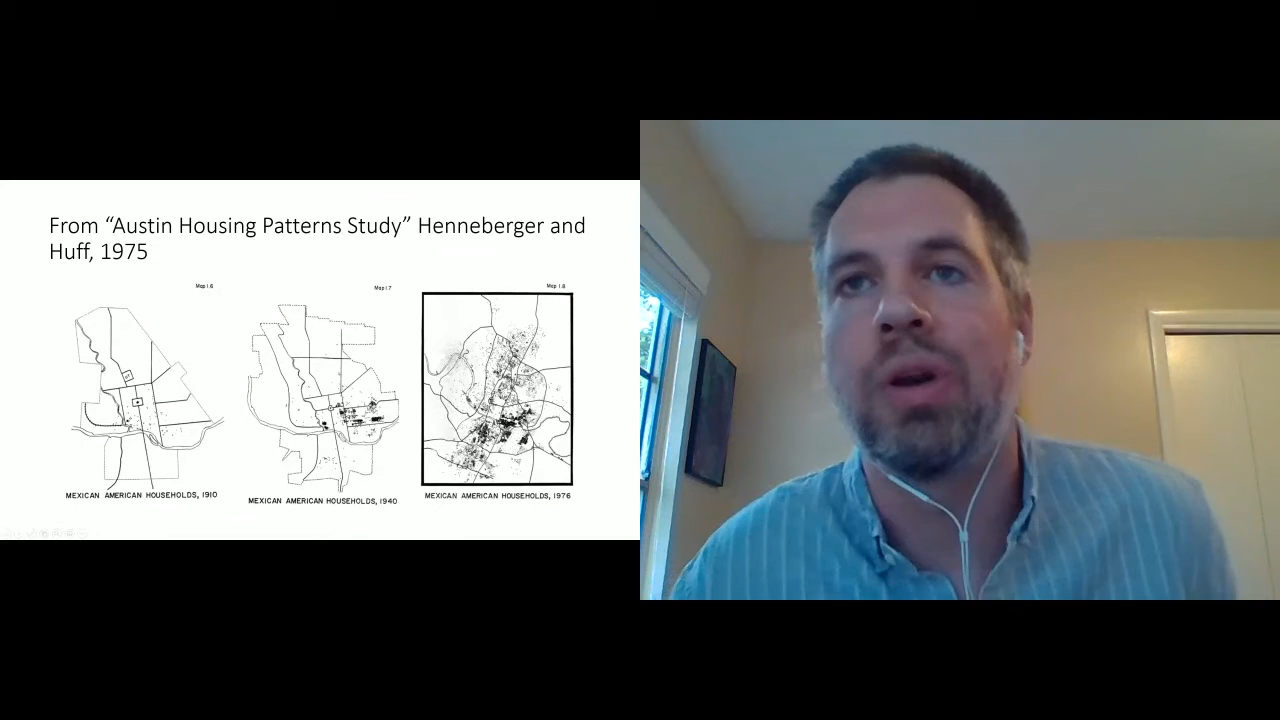 From “Austin Housing Patterns Study” Henneberger and
Huff, 1975
Map 1.6
Map 1.7
Map 1.8
MEXICAN AMERICAN HOUSEHOLDS, 1910
MEXICAN AMERICAN HOUSEHOLDS, 1940
MEXICAN AMERICAN HOUSEHOLDS, 1976